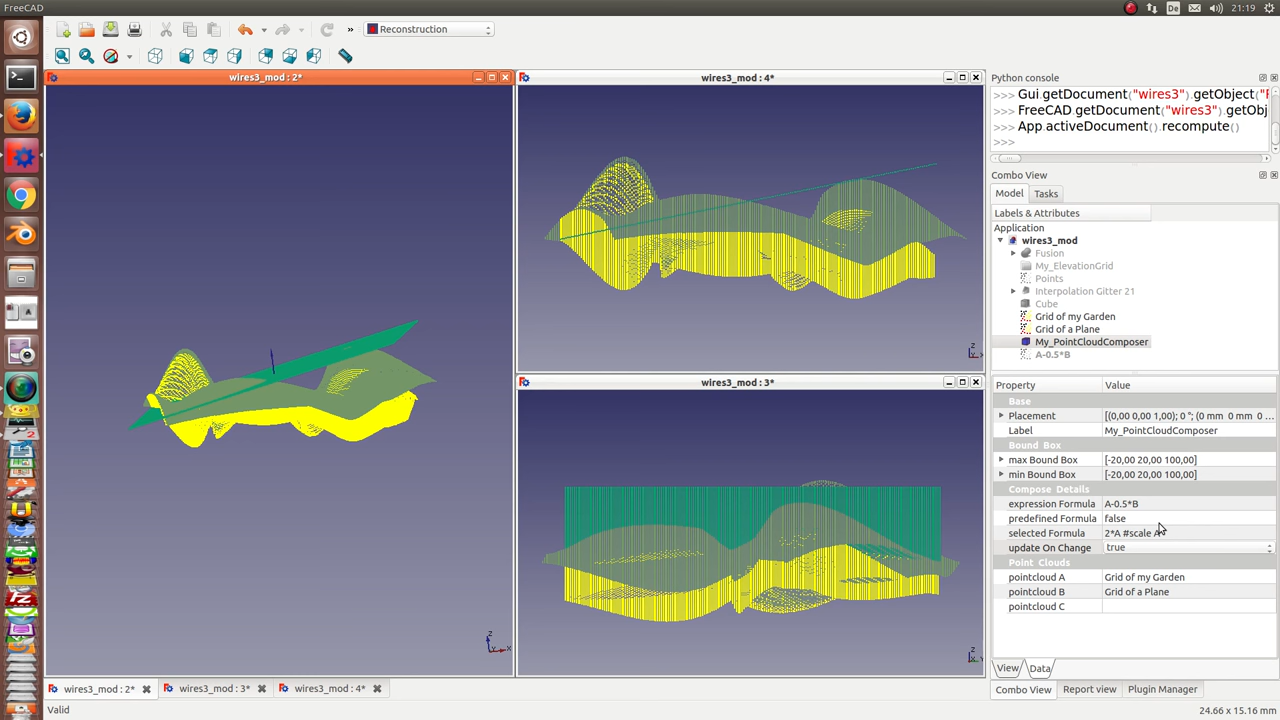 FreeCAD
De
21:19
»
Reconstruction
wires3_mod : 2*
wires3_mod : 4*
Python console
>>> Gui getDocument("wires3").getObject("F
>>> FreeCAD getDocument("wires3").getObj
>>> App activeDocument().recompute()
>>>
Combo View
Model
Tasks
Labels & Attributes
Application
wires3_mod
Fusion
My_ElevationGrid
Points
Interpolation Gitter 21
Cube
Grid of my Garden
Grid of a Plane
My_PointCloudComposer
A-0.5*B
wires3_mod : 3*
Property
Value
Base
Placement
[(0,00 0,00 1,00); 0 °; (0 mm 0 mm 0 ...
Label
My_PointCloudComposer
Bound Box
max Bound Box
[-20,00 20,00 100,00]
min Bound Box
[-20,00 20,00 100,00]
Compose Details
expression Formula
A-0.5*B
predefined Formula
false
selected Formula
2*A #scale A
update On Change
true
Point Clouds
pointcloud A
Grid of my Garden
pointcloud B
Grid of a Plane
pointcloud C
View
Data
wires3_mod : 2*
wires3_mod : 3*
wires3_mod : 4*
Combo View
Report view
Plugin Manager
Valid
24.66 x 15.16 mm